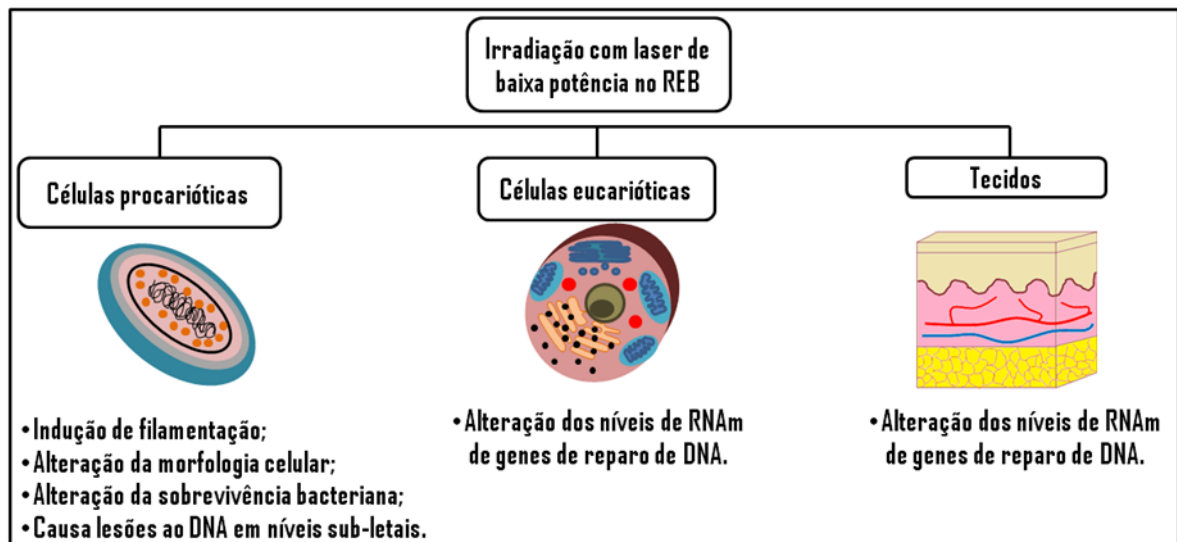 Irradiação com laser de
baixa potência no REB
Células procarióticas
Células eucarióticas
Tecidos
•Indução de filamentação;
•Alteração da morfologia celular;
•Alteração da sobrevivência bacteriana;
•Causa lesões ao DNA em níveis sub-letais.
•Alteração dos níveis de RNAm
de genes de reparo de DNA.
•Alteração dos níveis de RNAm
de genes de reparo de DNA.